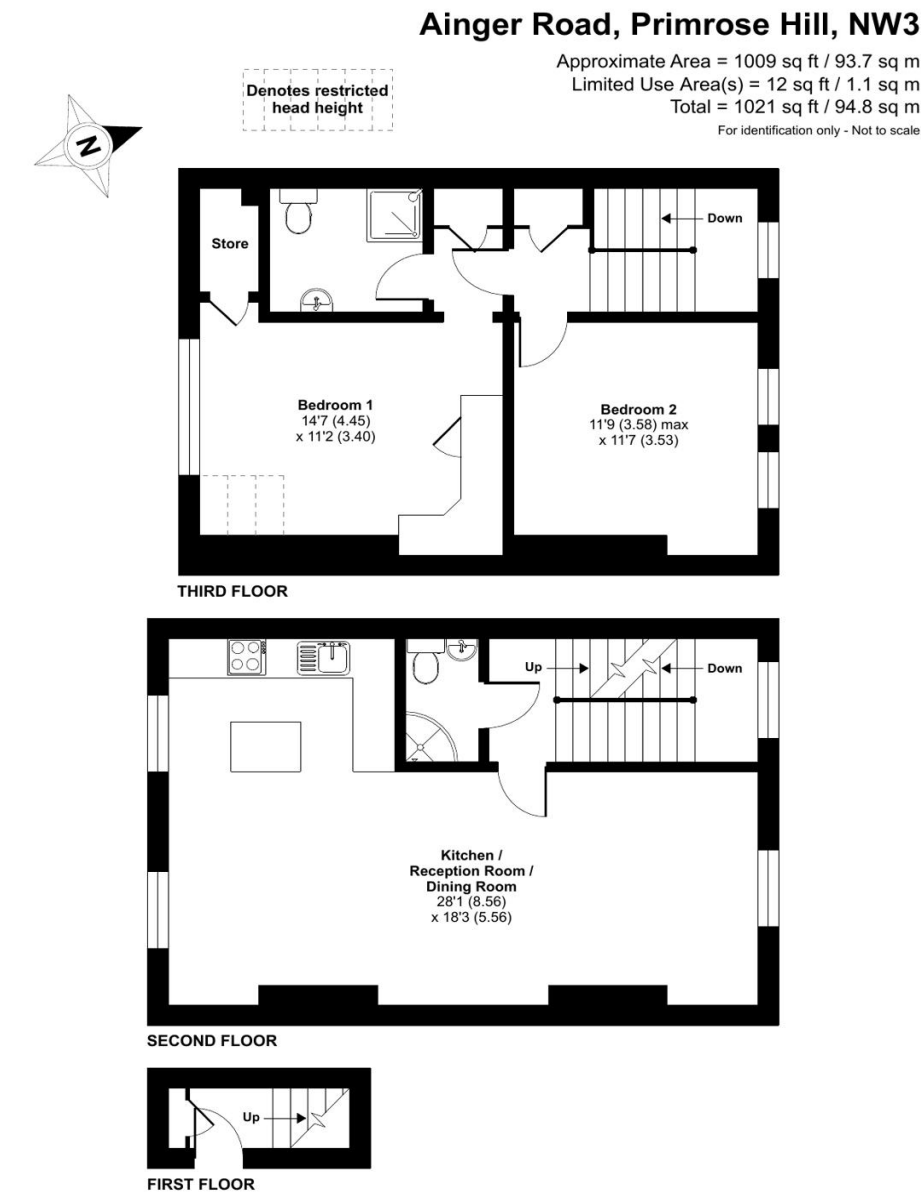 Ainger Road, Primrose Hill, NW3
Approximate Area = 1009 sq ft / 93.7 sq m
Limited Use Area(s) = 12 sq ft / 1.1 sq m
Total = 1021 sq ft / 94.8 sq m
For identification only - Not to scale
Denotes restricted
head height
N
Store
Down
Bedroom 1
14'7 (4.45)
x 11'2 (3.40)
Bedroom 2
11'9 (3.58) max
x 11'7 (3.53)
THIRD FLOOR
Up
Down
Kitchen /
Reception Room /
Dining Room
28'1 (8.56)
x 18'3 (5.56)
SECOND FLOOR
Up
FIRST FLOOR